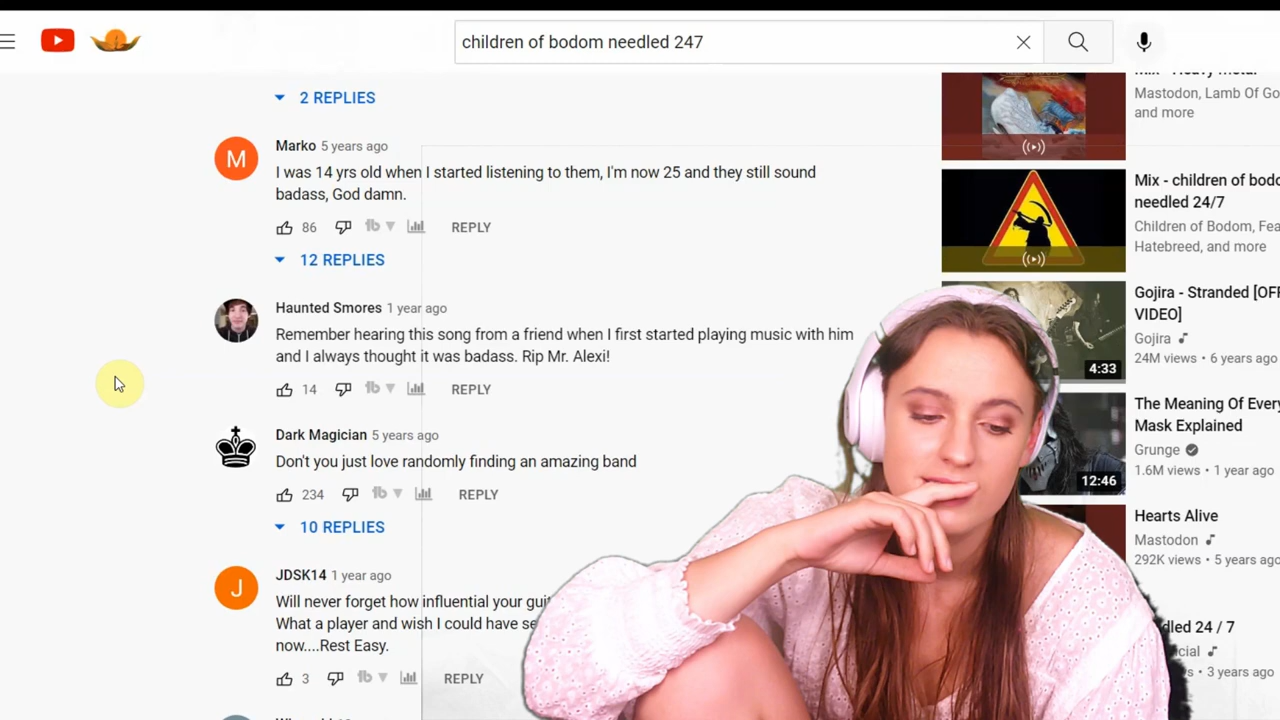 children of bodom needled 247
2 REPLIES
Marko 5 years ago
M
I was 14 yrs old when I started listening to them, I'm now 25 and they still sound
badass, God damn.
86 REPLY
12 REPLIES
Haunted Smores 1 year ago
Remember hearing this song from a friend when I first started playing music with him
and I always thought it was badass. Rip Mr. Alexi!
14 REPLY
Dark Magician 5 years ago
Don't you just love randomly finding an amazing band
234 REPLY
10 REPLIES
JDSK14 1 year ago
J
Will never forget how influential your
What a player and wish I could have
now....Rest Easy.
3 REPLY
Mastodon, Lamb Of
and more
Mix - children of
needled 24/7
Children of Bodom,
Hatebreed, and more
Gojira - Stranded
VIDEO]
Gojira
24M views • 6 years ago
4:33
The Meaning Of
Mask Explained
Grunge
1.6M views • 1 year ago
12:46
Hearts Alive
Mastodon
292K views • 5 years ago
24 / 7
• 3 years ago